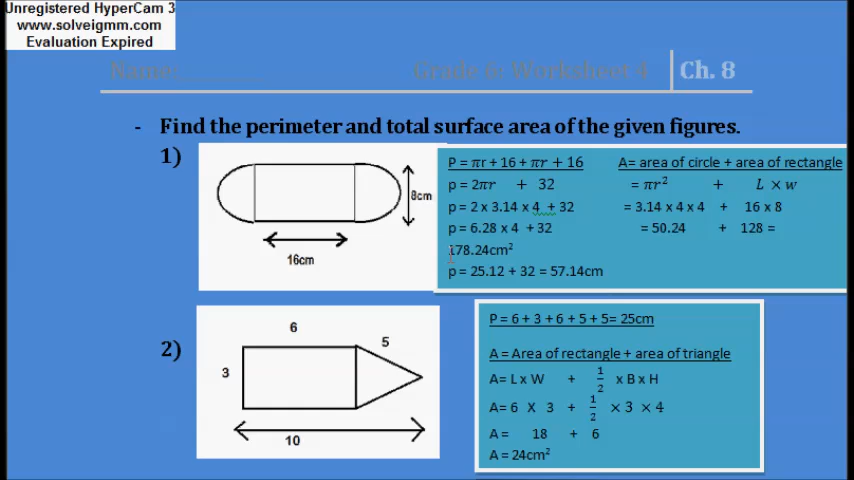 Unregistered HyperCam 3
www.solveigmm.com
Evaluation Expired
Name: Grade 6: Worksheet 4 Ch. 8
- Find the perimeter and total surface area of the given figures.
1)
8cm
16cm
P = πr + 16 + πr + 16 A= area of circle + area of rectangle
p = 2πr + 32 = πr² + L × w
p = 2 x 3.14 x 4 + 32 = 3.14 x 4 x 4 + 16 x 8
p = 6.28 x 4 + 32 = 50.24 + 128 =
178.24cm²
p = 25.12 + 32 = 57.14cm
2)
6
5
3
10
P = 6 + 3 + 6 + 5 + 5= 25cm
A = Area of rectangle + area of triangle
A= L x W + 1/2 x B x H
A= 6 X 3 + 1/2 × 3 × 4
A = 18 + 6
A = 24cm²